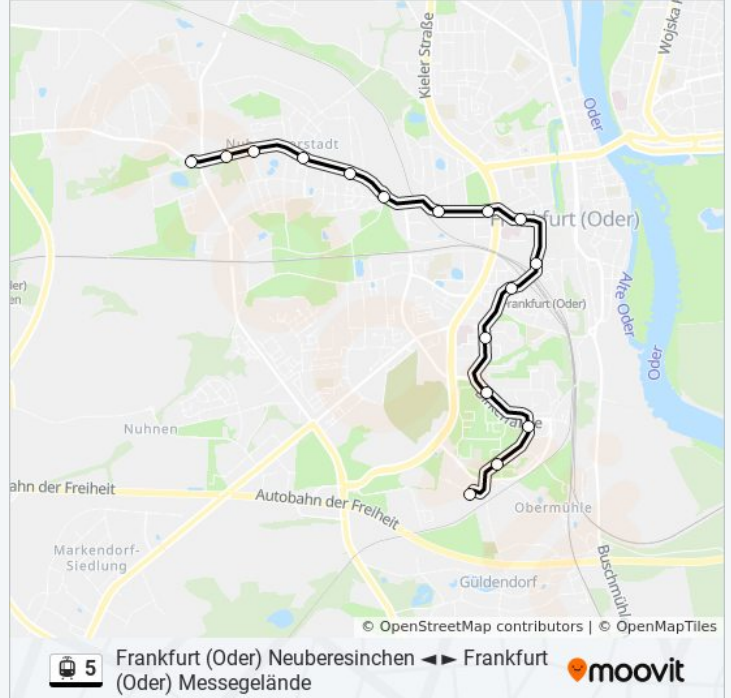 Kieler Straße
Wojska
Oder
Frankfurt (Oder)
Frankfurt (Oder)
Alte Oder
Oder
Nuhnen
ahn der Freiheit
Autobahn der Freiheit
Obermühle
Markendorf-
Siedlung
Güldendorf
Buschmühl
© OpenStreetMap contributors | © OpenMapTiles
5
Frankfurt (Oder) Neuberesinchen ◄ ► Frankfurt
(Oder) Messegelände
moovit